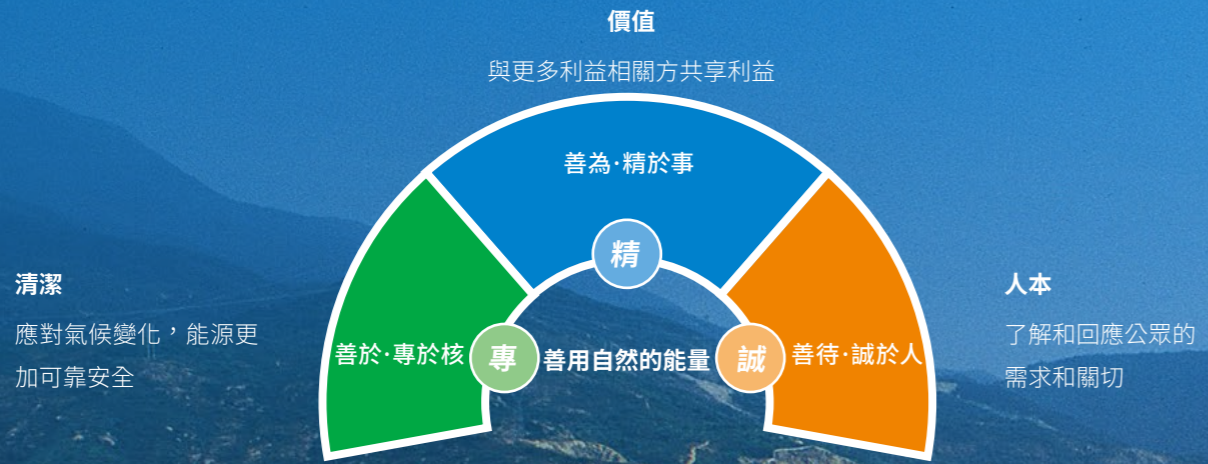 價值
與更多利益相關方共享利益
善為·精於事
精
清潔
應對氣候變化，能源更
加可靠安全
善於·專於核
專
善用自然的能量
誠
善待·誠於人
人本
了解和回應公眾的
需求和關切